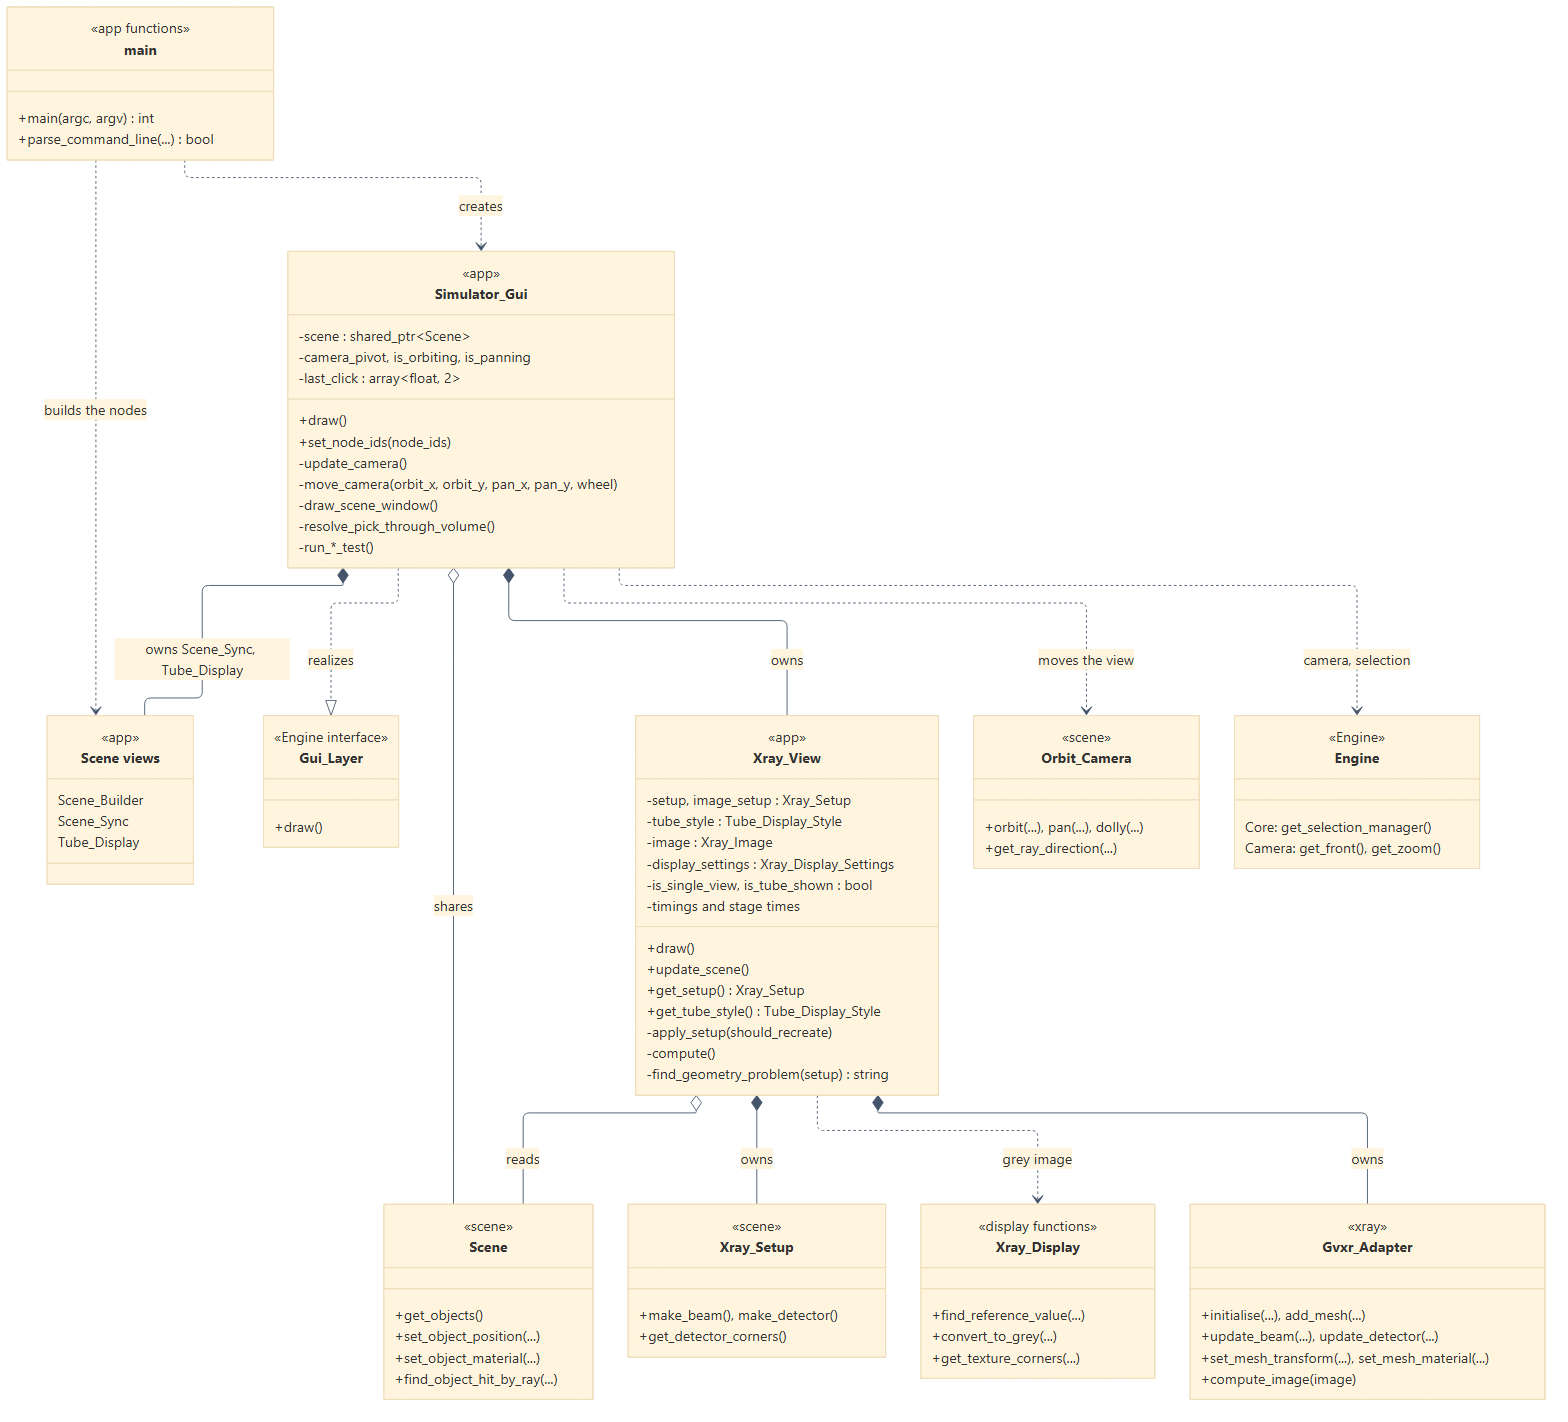 «app functions»
main
+main(argc, argv) : int
+parse_command_line(...) : bool
creates
«app»
Simulator_Gui
-scene : shared_ptr<Scene>
-camera_pivot, is_orbiting, is_panning
-last_click : array<float, 2>
+draw()
+set_node_ids(node_ids)
-update_camera()
-move_camera(orbit_x, orbit_y, pan_x, pan_y, wheel)
-draw_scene_window()
-resolve_pick_through_volume()
-run_*_test()
builds the nodes
owns Scene_Sync,
Tube_Display
realizes
owns
moves the view
camera, selection
«app»
Scene views
Scene_Builder
Scene_Sync
Tube_Display
«Engine interface»
Gui_Layer
+draw()
«app»
Xray_View
-setup, image_setup : Xray_Setup
-tube_style : Tube_Display_Style
-image : Xray_Image
-display_settings : Xray_Display_Settings
-is_single_view, is_tube_shown : bool
-timings and stage times
+draw()
+update_scene()
+get_setup() : Xray_Setup
+get_tube_style() : Tube_Display_Style
-apply_setup(should_recreate)
-compute()
-find_geometry_problem(setup) : string
«scene»
Orbit_Camera
+orbit(...), pan(...), dolly(...)
+get_ray_direction(...)
«Engine»
Engine
Core: get_selection_manager()
Camera: get_front(), get_zoom()
shares
reads
owns
grey image
owns
«scene»
Scene
+get_objects()
+set_object_position(...)
+set_object_material(...)
+find_object_hit_by_ray(...)
«scene»
Xray_Setup
+make_beam(), make_detector()
+get_detector_corners()
«display functions»
Xray_Display
+find_reference_value(...)
+convert_to_grey(...)
+get_texture_corners(...)
«xray»
Gvxr_Adapter
+initialise(...), add_mesh(...)
+update_beam(...), update_detector(...)
+set_mesh_transform(...), set_mesh_material(...)
+compute_image(image)